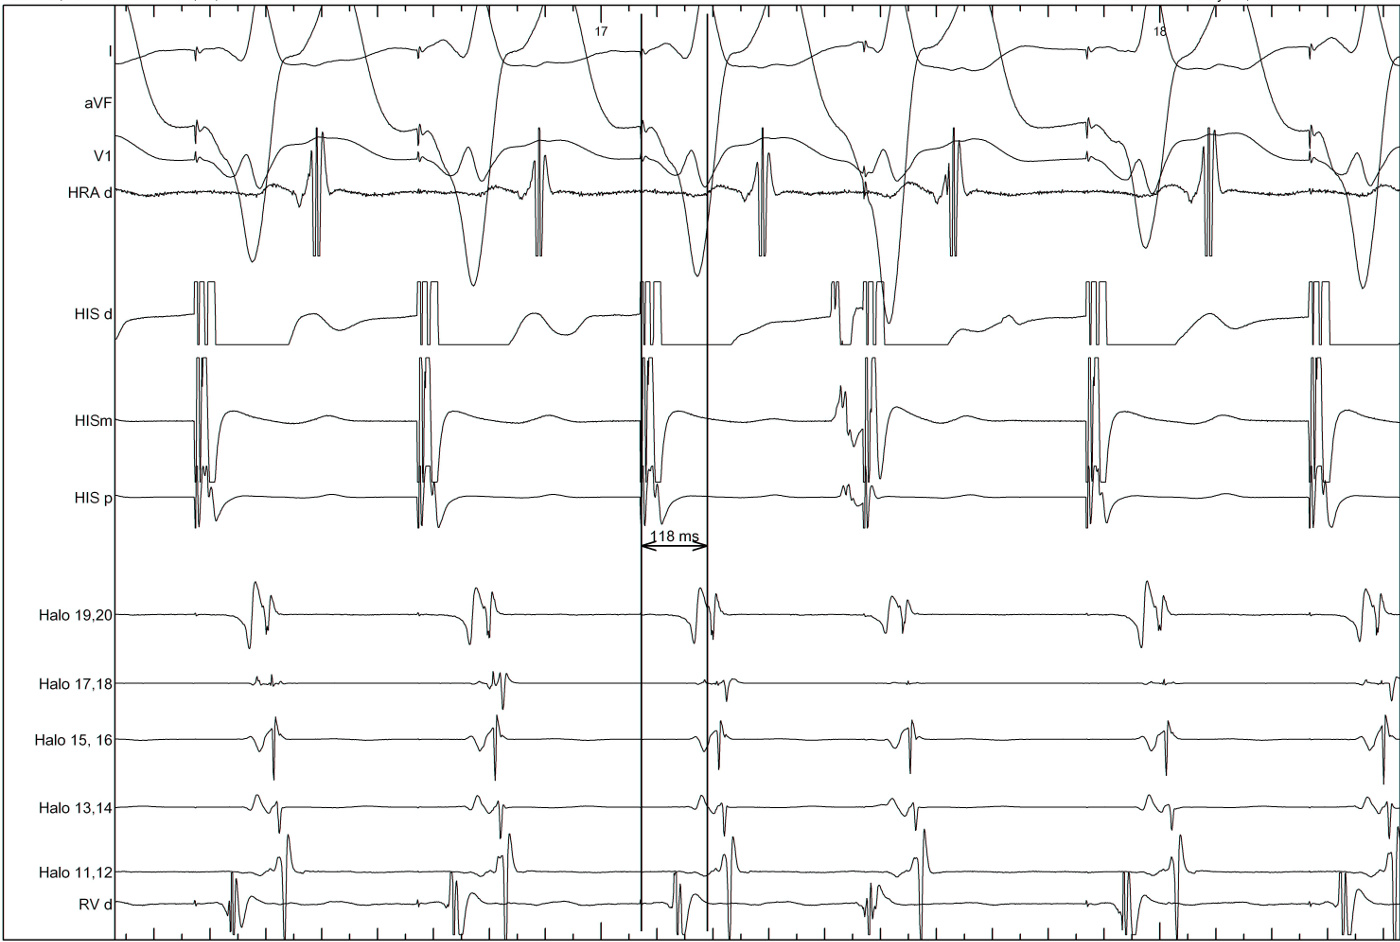 17
18
I
aVF
V1
HRA d
HIS d
HISm
HIS p
118 ms
Halo 19,20
Halo 17,18
Halo 15, 16
Halo 13,14
Halo 11,12
RV d